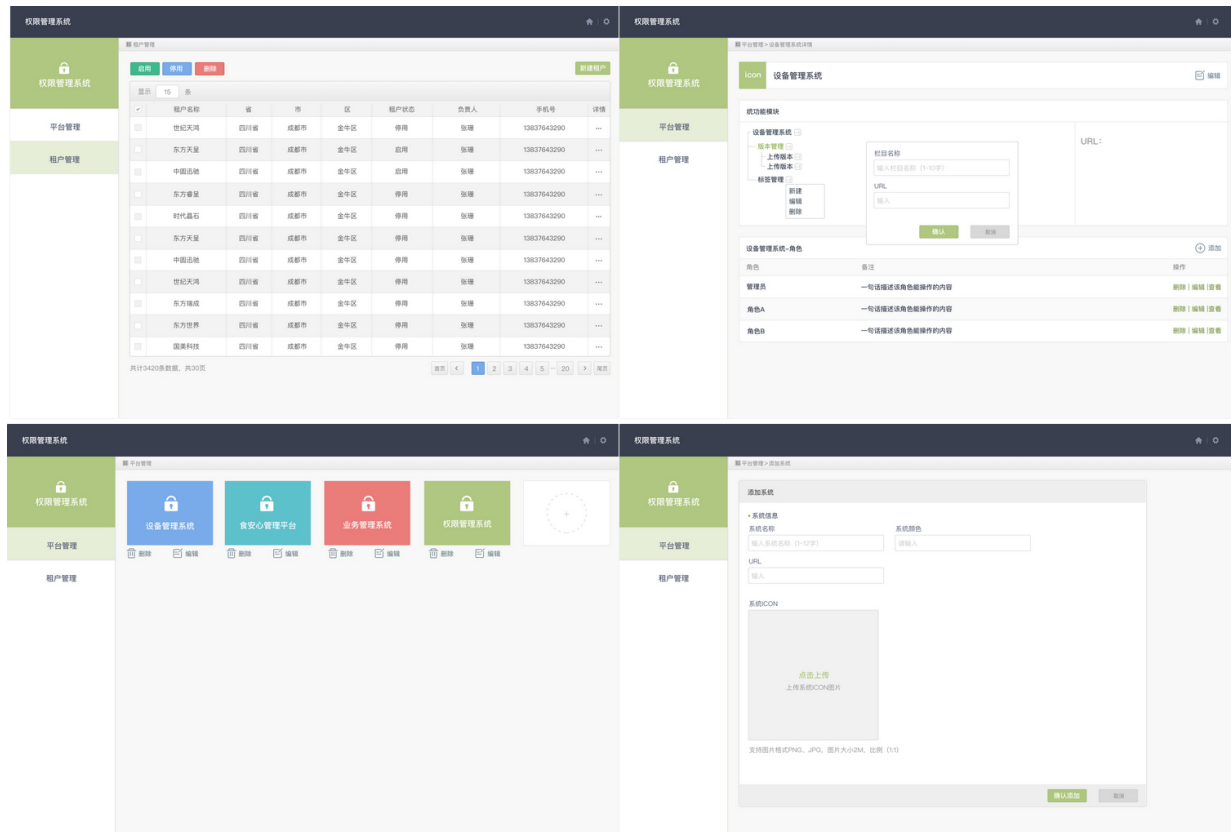 权限管理系统
权限管理系统
平台管理
租户管理
租户管理
启用 停用 删除 新建租户
显示 15 条
租户名称 省 市 区 租户状态 负责人 手机号 详情
世纪天鸿 四川省 成都市 金牛区 停用 张珊 13837643290 ...
东方天呈 四川省 成都市 金牛区 启用 张珊 13837643290 ...
中圆迅驰 四川省 成都市 金牛区 启用 张珊 13837643290 ...
东方睿呈 四川省 成都市 金牛区 停用 张珊 13837643290 ...
时代晶石 四川省 成都市 金牛区 停用 张珊 13837643290 ...
东方天呈 四川省 成都市 金牛区 停用 张珊 13837643290 ...
中圆迅驰 四川省 成都市 金牛区 停用 张珊 13837643290 ...
世纪天鸿 四川省 成都市 金牛区 停用 张珊 13837643290 ...
东方瑞成 四川省 成都市 金牛区 停用 张珊 13837643290 ...
东方世界 四川省 成都市 金牛区 停用 张珊 13837643290 ...
国美科技 四川省 成都市 金牛区 停用 张珊 13837643290 ...
共计3420条数据，共30页
首页 < 1 2 3 4 5 ... 20 > 尾页
权限管理系统
权限管理系统
平台管理
租户管理
平台管理>设备管理系统详情
icon 设备管理系统 编辑
统功能模块
设备管理系统
版本管理
上传版本
上传版本
标签管理
新建
编辑
删除
栏目名称
输入栏目名称（1-10字）
URL
输入
确认 取消
URL：
设备管理系统-角色 添加
角色 备注 操作
管理员 一句话描述该角色能操作的内容 删除 | 编辑 |查看
角色A 一句话描述该角色能操作的内容 删除 | 编辑 |查看
角色B 一句话描述该角色能操作的内容 删除 | 编辑 |查看
权限管理系统
权限管理系统
平台管理
租户管理
平台管理
设备管理系统 食安心管理平台 业务管理系统 权限管理系统 +
删除 编辑 删除 编辑 删除 编辑 删除 编辑
权限管理系统
权限管理系统
平台管理
租户管理
平台管理>添加系统
添加系统
• 系统信息
系统名称 系统颜色
输入系统名称（1-12字） 请输入
URL
输入
系统ICON
点击上传
上传系统ICON图片
支持图片格式PNG、JPG，图片大小2M，比例（1:1）
确认添加 取消